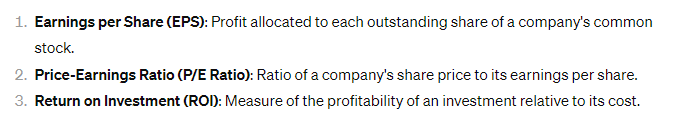 1. Earnings per Share (EPS): Profit allocated to each outstanding share of a company's common
stock.
2. Price-Earnings Ratio (P/E Ratio): Ratio of a company's share price to its earnings per share.
3. Return on Investment (ROI): Measure of the profitability of an investment relative to its cost.